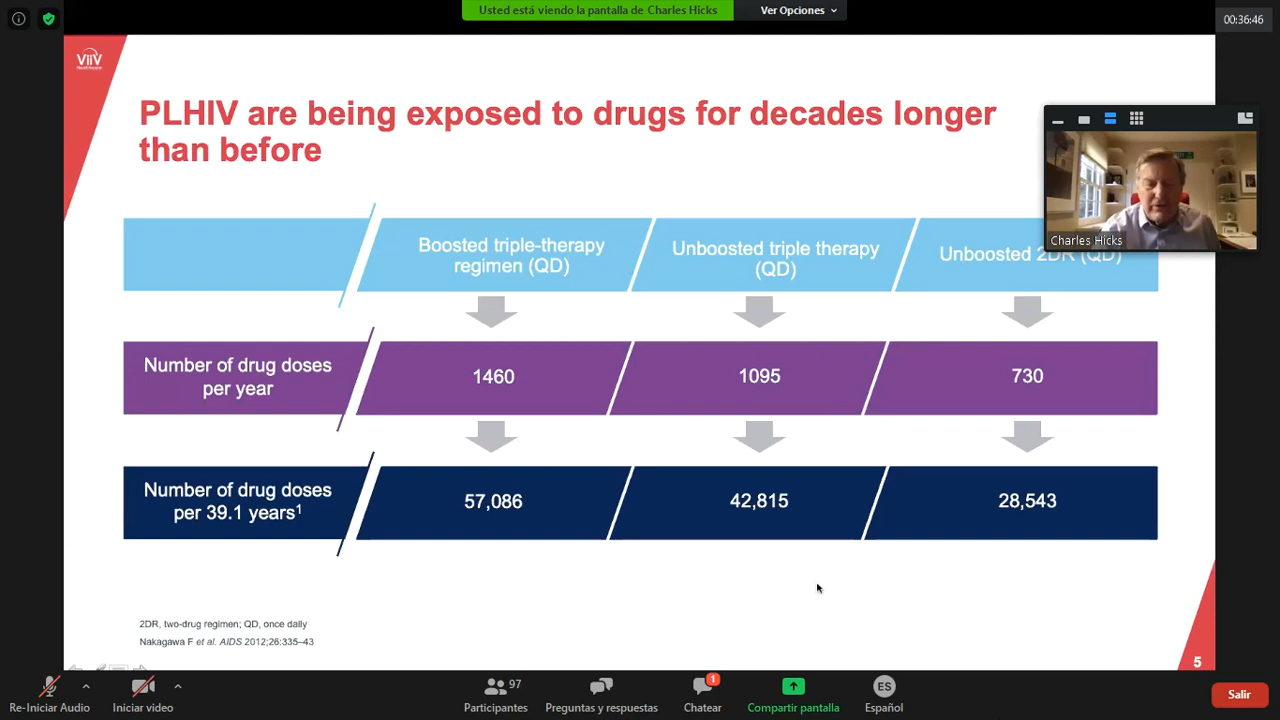 Usted está viendo la pantalla de Charles Hicks
Ver Opciones
00:36:46
ViiV
Healthcare
PLHIV are being exposed to drugs for decades longer
than before
Charles Hicks
Boosted triple-therapy
regimen (QD)
Unboosted triple therapy
(QD)
Unboosted 2DR (QD)
Number of drug doses
per year
1460
1095
730
Number of drug doses
per 39.1 years¹
57,086
42,815
28,543
2DR, two-drug regimen; QD, once daily
Nakagawa F et al. AIDS 2012;26:335–43
5
Re-Iniciar Audio
Iniciar video
97
Participantes
Preguntas y respuestas
1
Chatear
Compartir pantalla
ES
Español
Salir